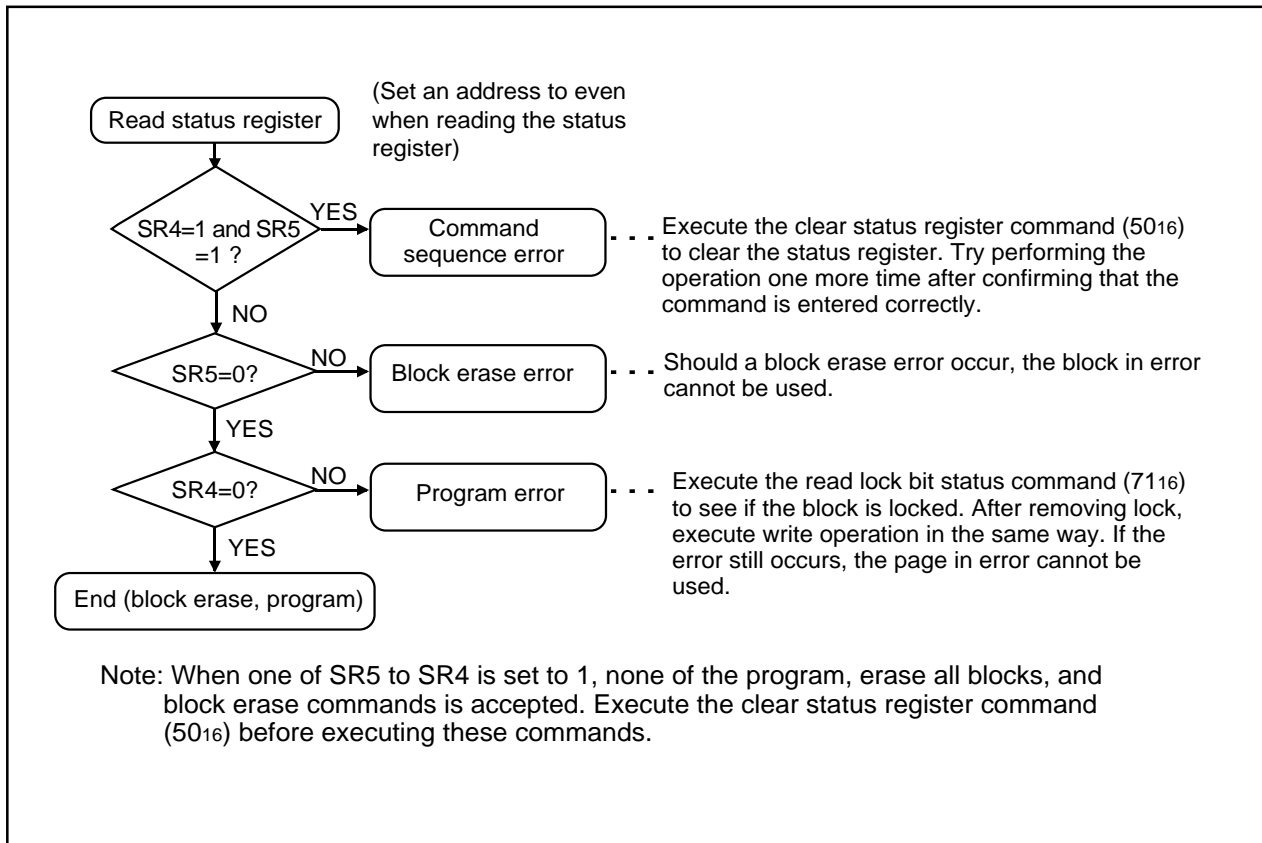 Read status register
(Set an address to even
when reading the status
register)
SR4=1 and SR5
=1 ?
YES
Command
sequence error
Execute the clear status register command (5016)
to clear the status register. Try performing the
operation one more time after confirming that the
command is entered correctly.
NO
SR5=0?
NO
Block erase error
Should a block erase error occur, the block in error
cannot be used.
YES
SR4=0?
NO
Program error
Execute the read lock bit status command (7116)
to see if the block is locked. After removing lock,
execute write operation in the same way. If the
error still occurs, the page in error cannot be
used.
YES
End (block erase, program)
Note: When one of SR5 to SR4 is set to 1, none of the program, erase all blocks, and
block erase commands is accepted. Execute the clear status register command
(5016) before executing these commands.